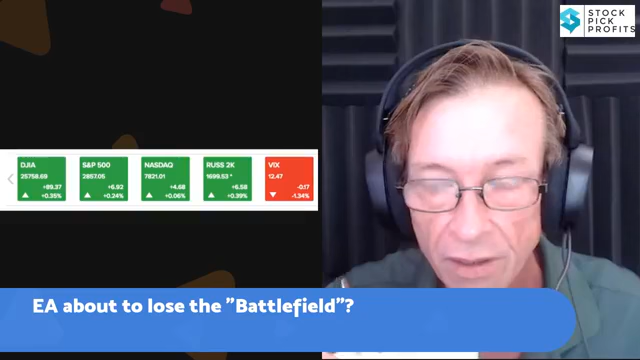 STOCK
PICK
PROFITS
DJIA
25758.69
+89.37
+0.35%
S&P 500
2857.05
+6.92
+0.24%
NASDAQ
7821.01
+4.68
+0.06%
RUSS 2K
1699.53 *
+6.58
+0.39%
VIX
12.47
-0.17
-1.34%
EA about to lose the "Battlefield"?